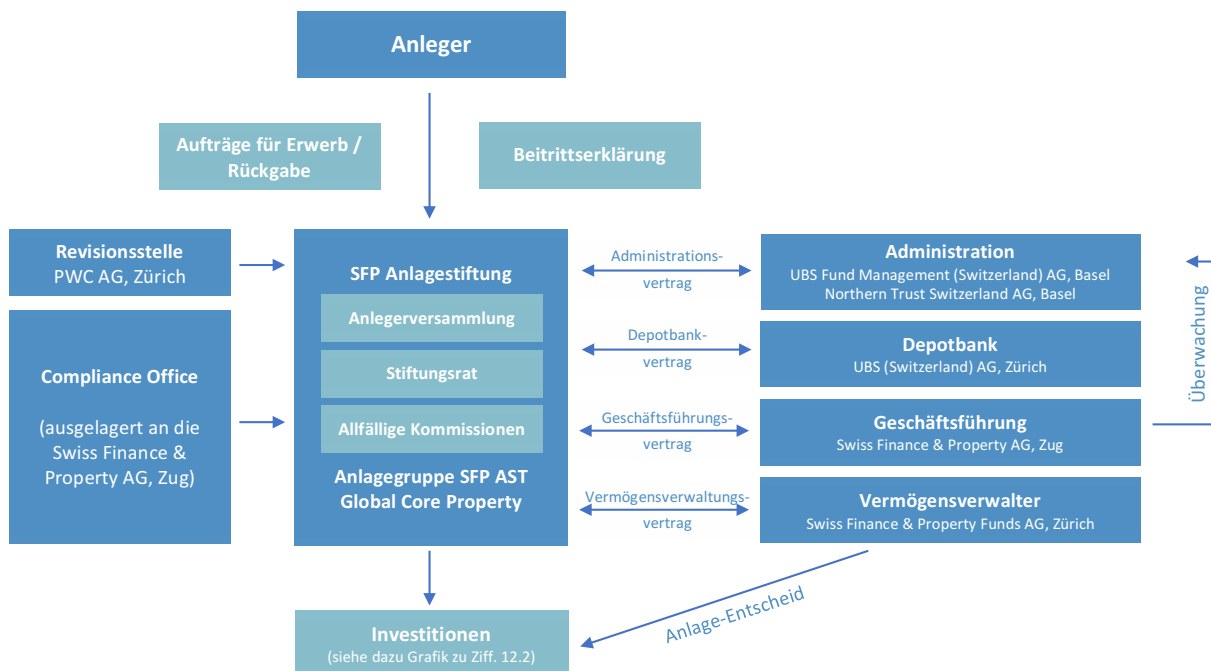 Anleger
Aufträge für Erwerb /
Rückgabe
Beitrittserklärung
Revisionsstelle
PWC AG, Zürich
Compliance Office
(ausgelagert an die
Swiss Finance &
Property AG, Zug)
SFP Anlagestiftung
Anlegerversammlung
Stiftungsrat
Allfällige Kommissionen
Anlagegruppe SFP AST
Global Core Property
Administrations-
vertrag
Depotbank-
vertrag
Geschäftsführungs-
vertrag
Vermögensverwaltungs-
vertrag
Administration
UBS Fund Management (Switzerland) AG, Basel
Northern Trust Switzerland AG, Basel
Depotbank
UBS (Switzerland) AG, Zürich
Geschäftsführung
Swiss Finance & Property AG, Zug
Vermögensverwalter
Swiss Finance & Property Funds AG, Zürich
Überwachung
Anlage-Entscheid
Investitionen
(siehe dazu Grafik zu Ziff. 12.2)